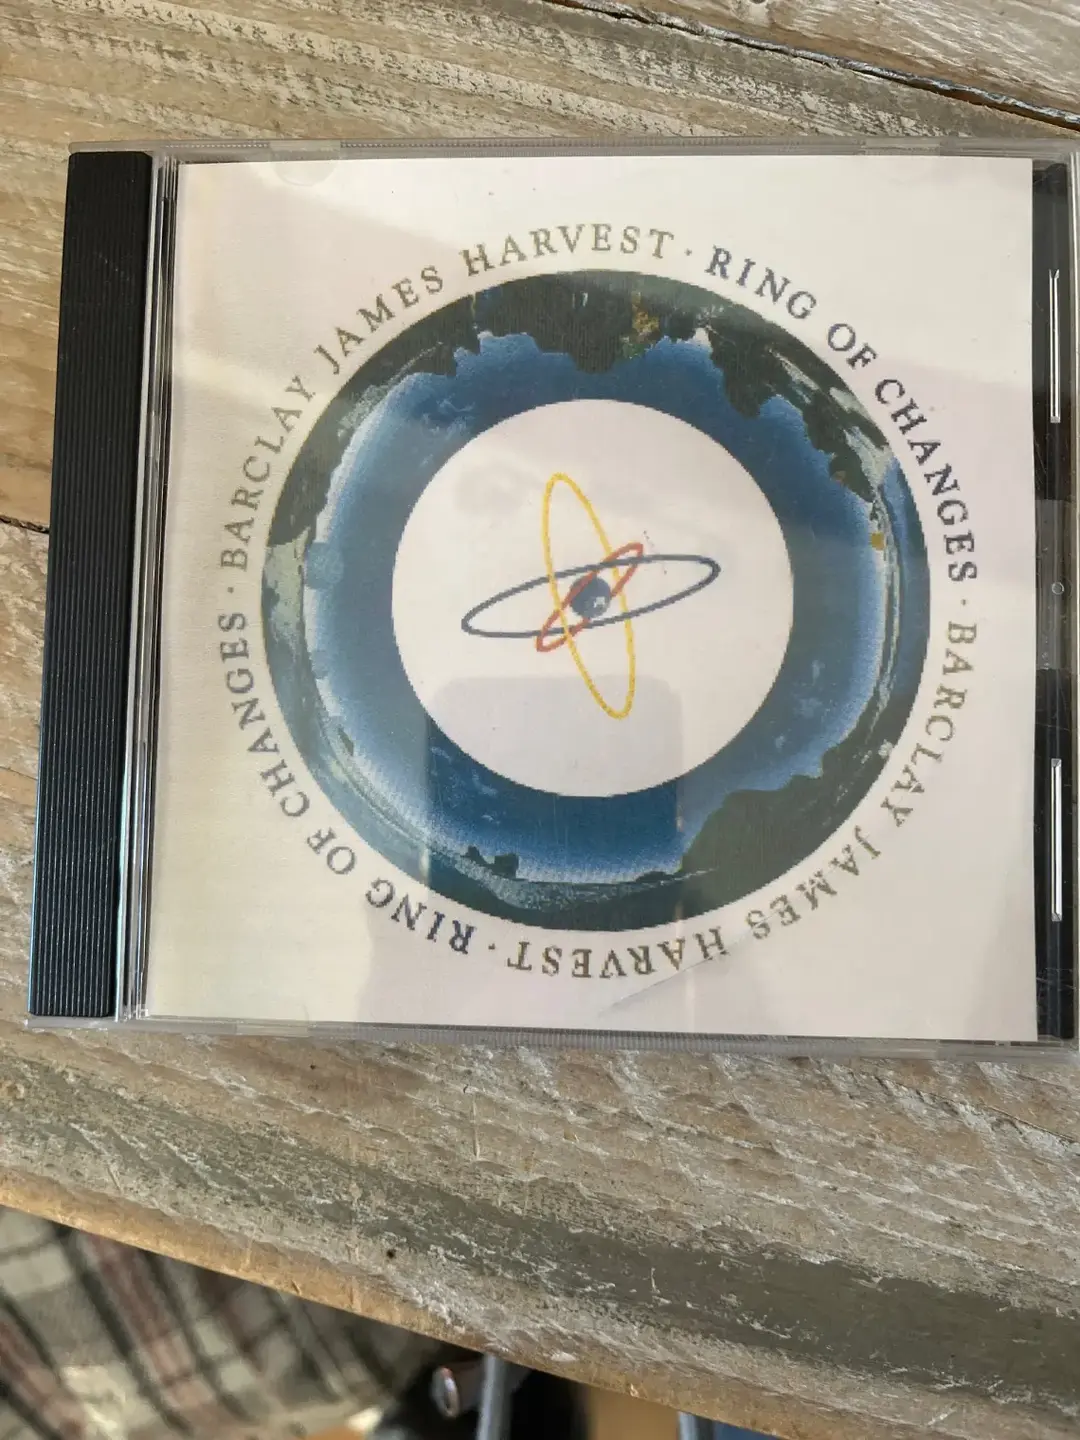 BARCLAY JAMES HARVEST · RING OF CHANGES · BARCLAY JAMES HARVEST · RING OF CHANGES ·